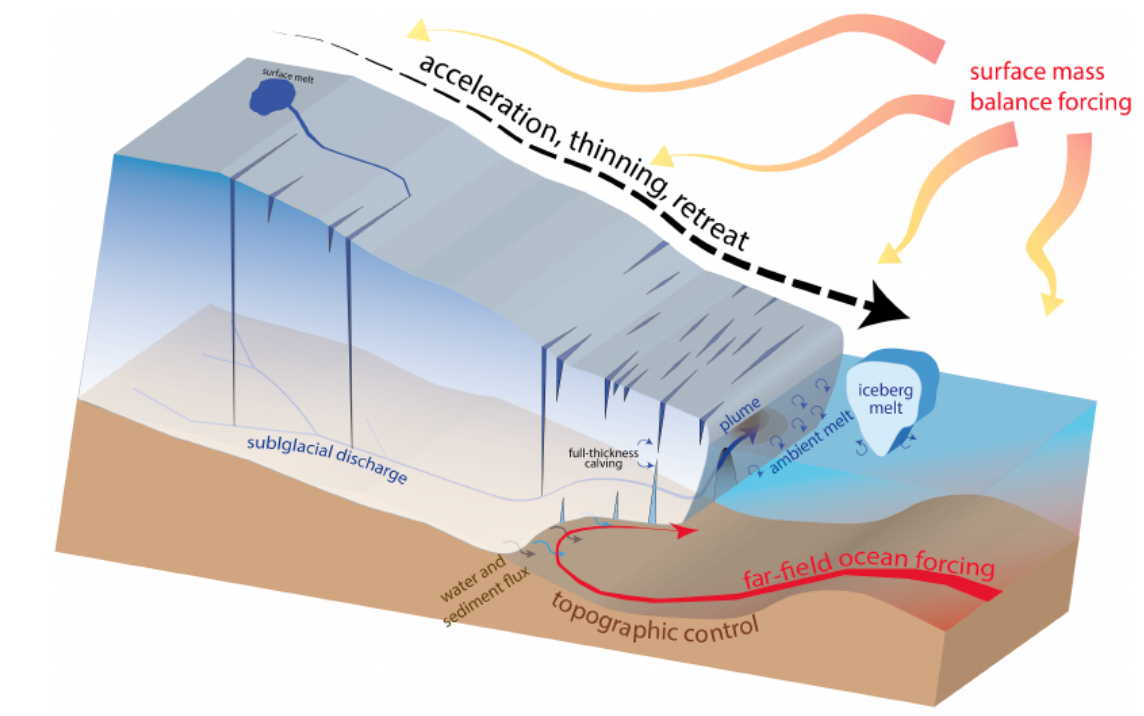 surface melt
acceleration, thinning, retreat
surface mass
balance forcing
iceberg
melt
plume
ambient melt
full-thickness
calving
sublglacial discharge
water and
sediment flux
far-field ocean forcing
topographic control